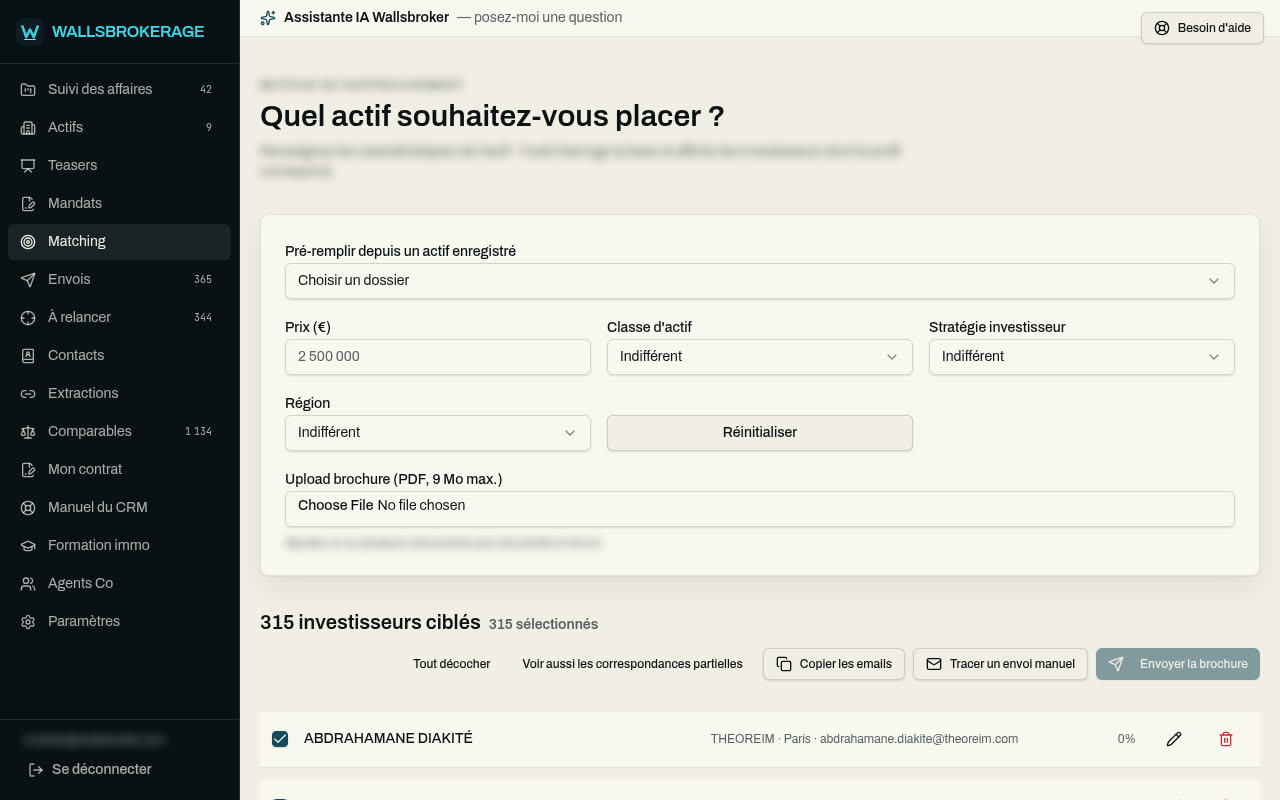 WALLSBROKERAGE
Suivi des affaires 42
Actifs 9
Teasers
Mandats
Matching
Envois 365
À relancer 344
Contacts
Extractions
Comparables 1 134
Mon contrat
Manuel du CRM
Formation immo
Agents Co
Paramètres
Se déconnecter
Assistante IA Wallsbroker — posez-moi une question
Besoin d'aide
Quel actif souhaitez-vous placer ?
Pré-remplir depuis un actif enregistré
Choisir un dossier
Prix (€) Classe d'actif Stratégie investisseur
2 500 000 Indifférent Indifférent
Région
Indifférent Réinitialiser
Upload brochure (PDF, 9 Mo max.)
Choose File No file chosen
315 investisseurs ciblés 315 sélectionnés
Tout décocher Voir aussi les correspondances partielles Copier les emails Tracer un envoi manuel Envoyer la brochure
ABDRAHAMANE DIAKITÉ THEOREIM · Paris · abdrahamane.diakite@theoreim.com 0%